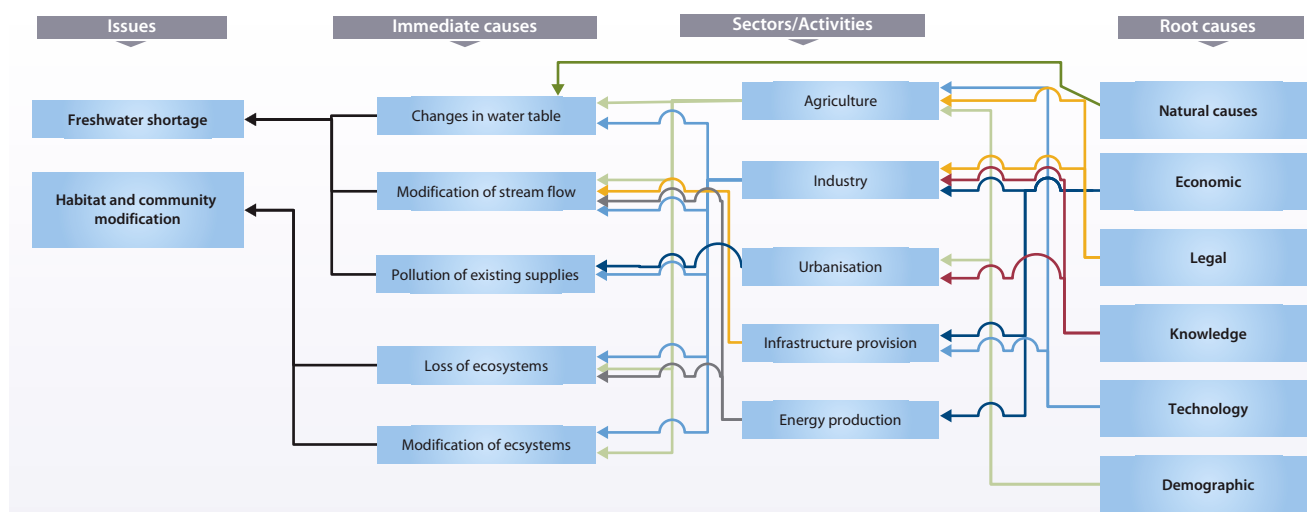 Issues
Immediate causes
Sectors/Activities
Root causes
Freshwater shortage
Habitat and community
modification
Changes in water table
Modification of stream flow
Pollution of existing supplies
Loss of ecosystems
Modification of ecsystems
Agriculture
Industry
Urbanisation
Infrastructure provision
Energy production
Natural causes
Economic
Legal
Knowledge
Technology
Demographic